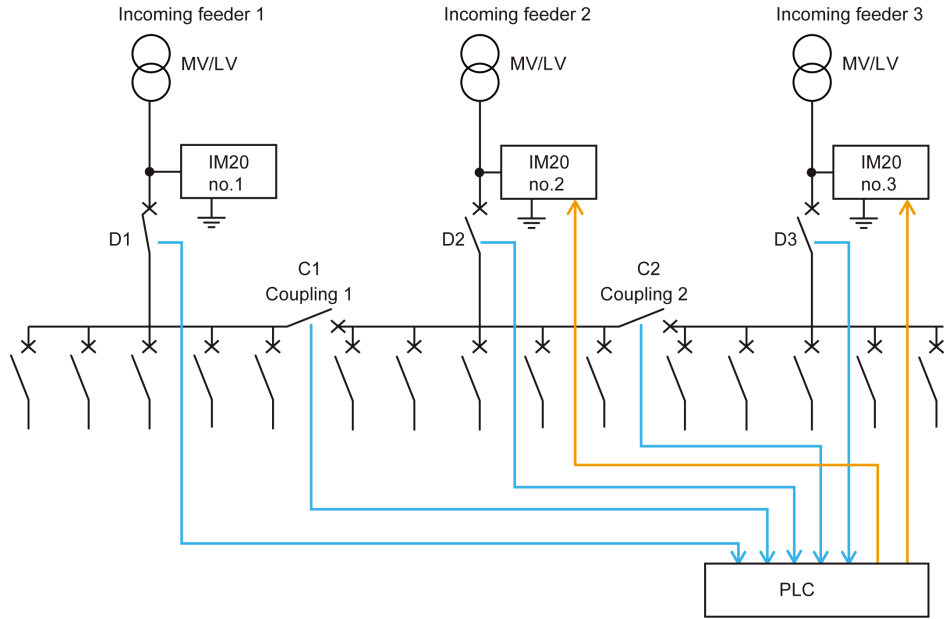 Incoming feeder 1
Incoming feeder 2
Incoming feeder 3
MV/LV
MV/LV
MV/LV
IM20
no.1
IM20
no.2
IM20
no.3
D1
D2
D3
C1
Coupling 1
C2
Coupling 2
PLC